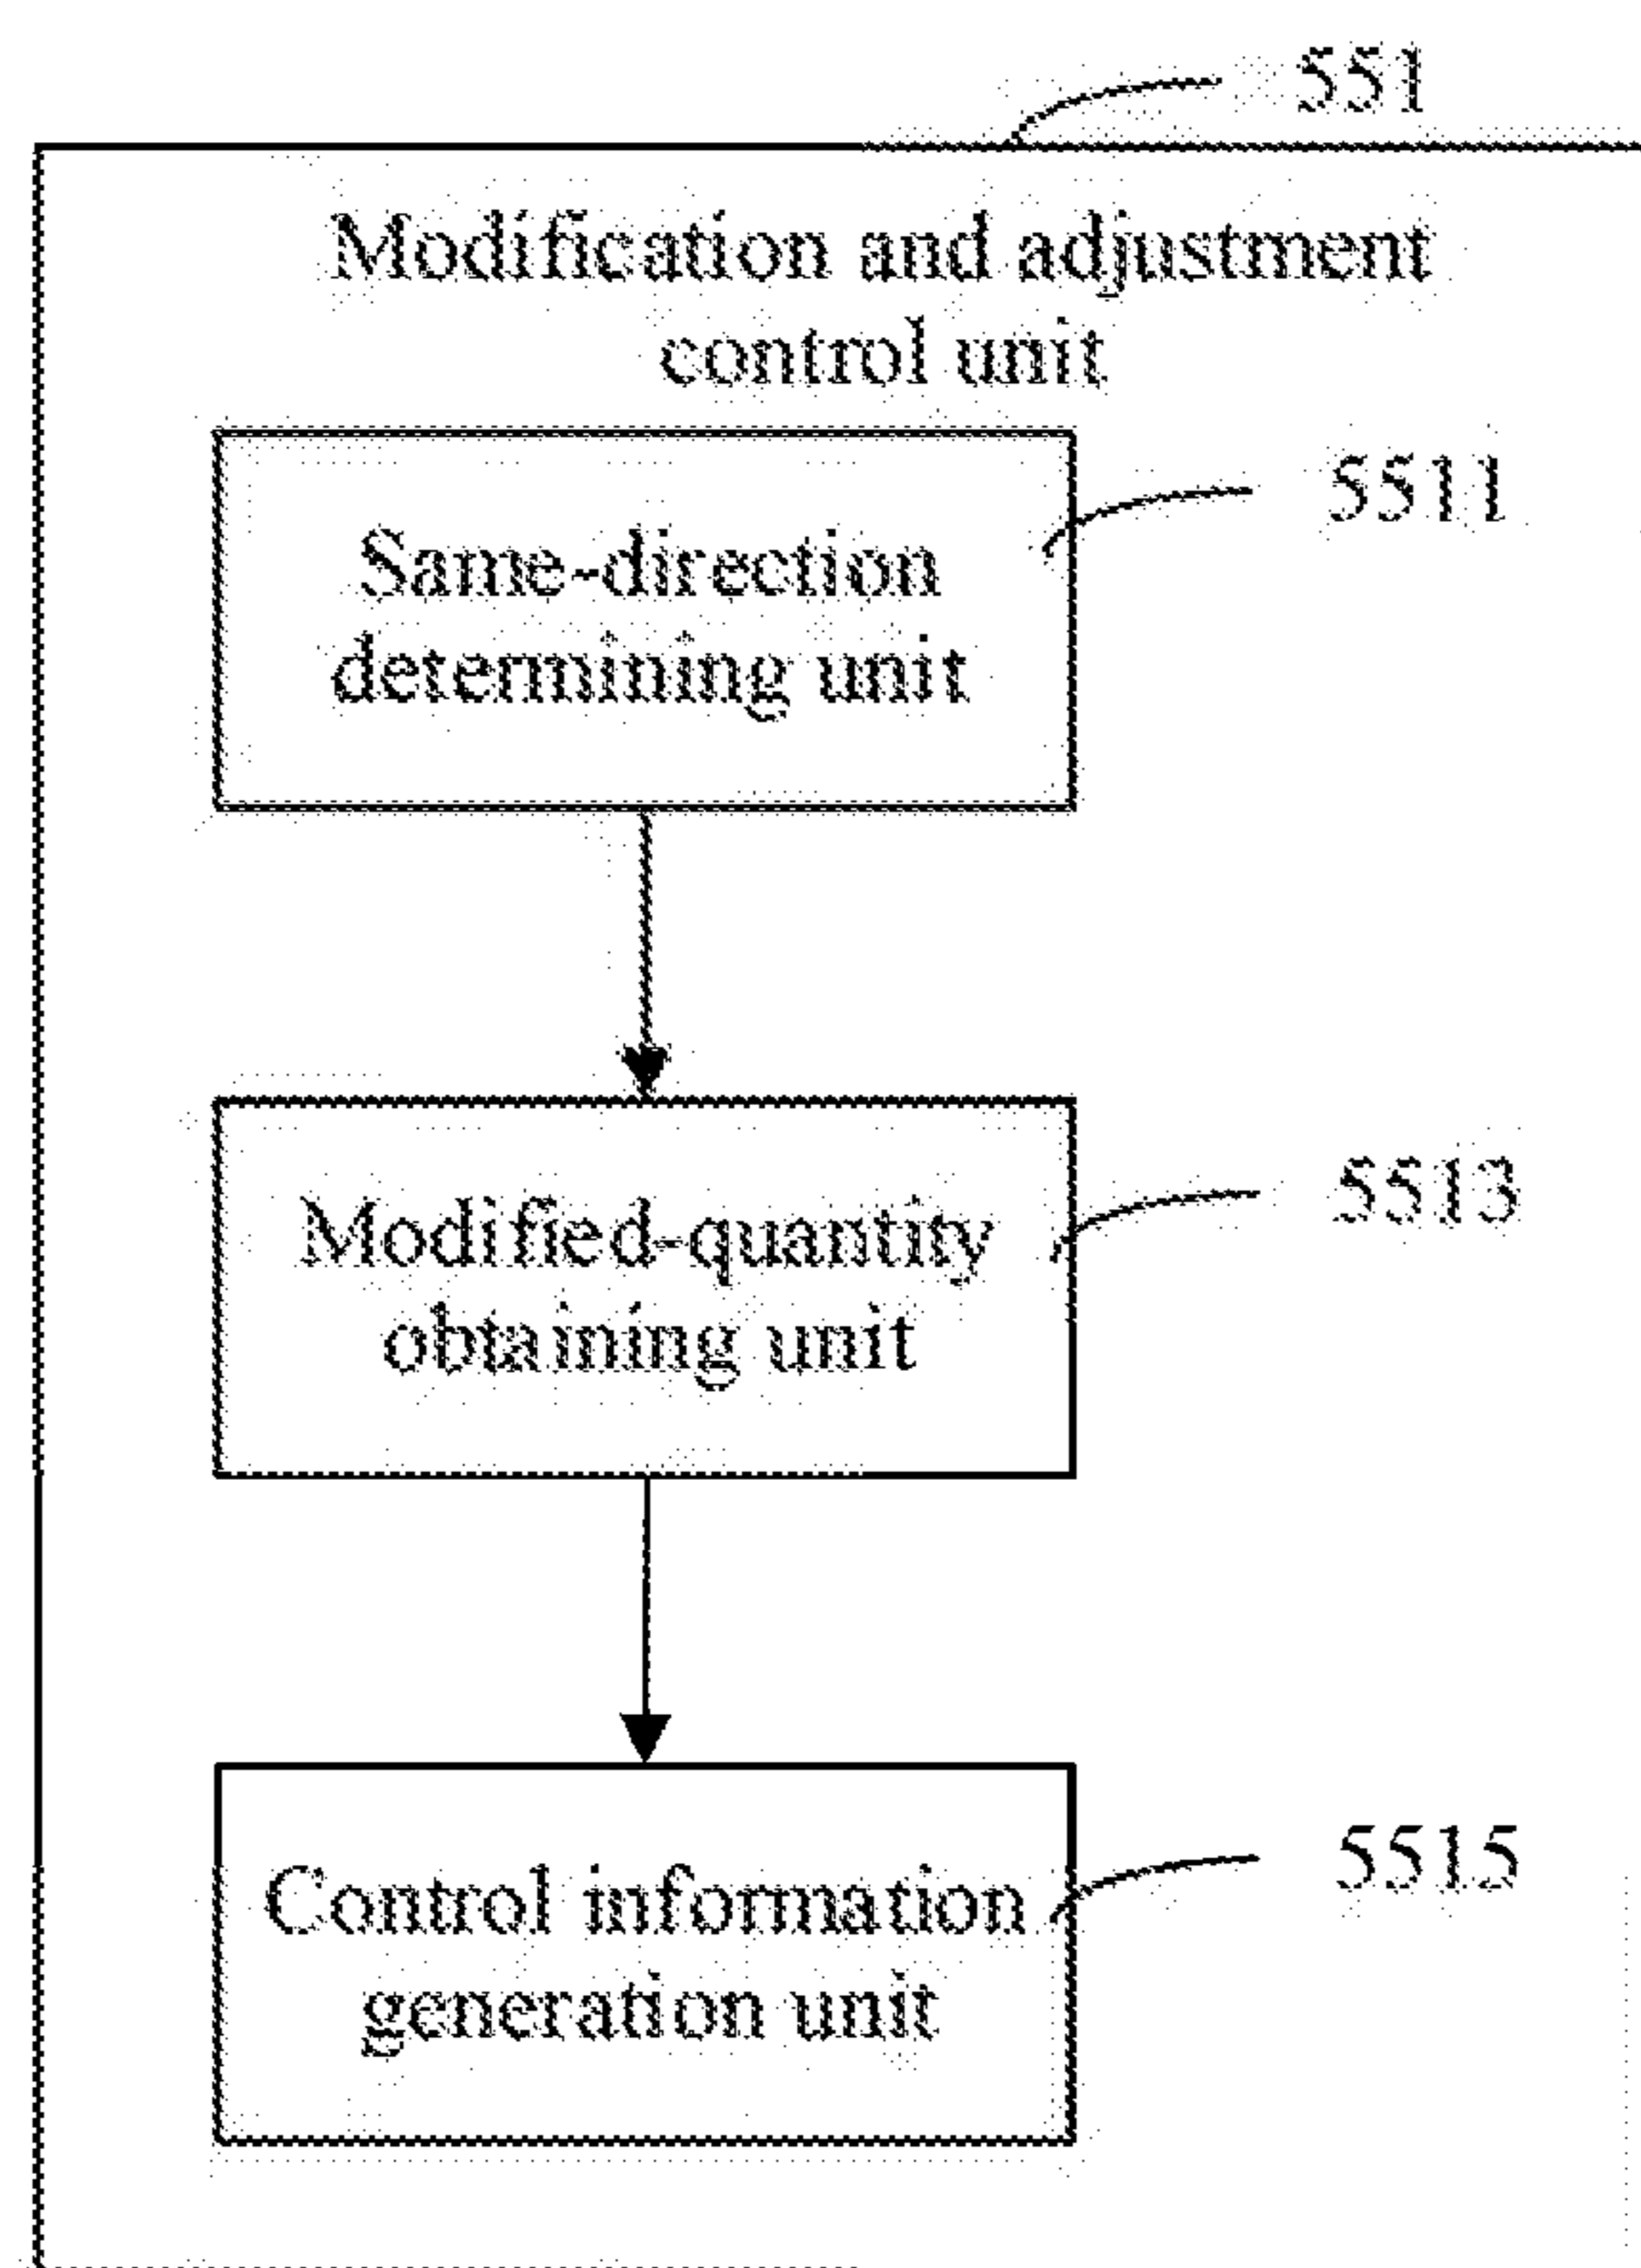 551
Modification and adjustment
control unit
5511
Same-direction
determining unit
5513
Modified-quantity
obtaining unit
5515
Control information
generation unit